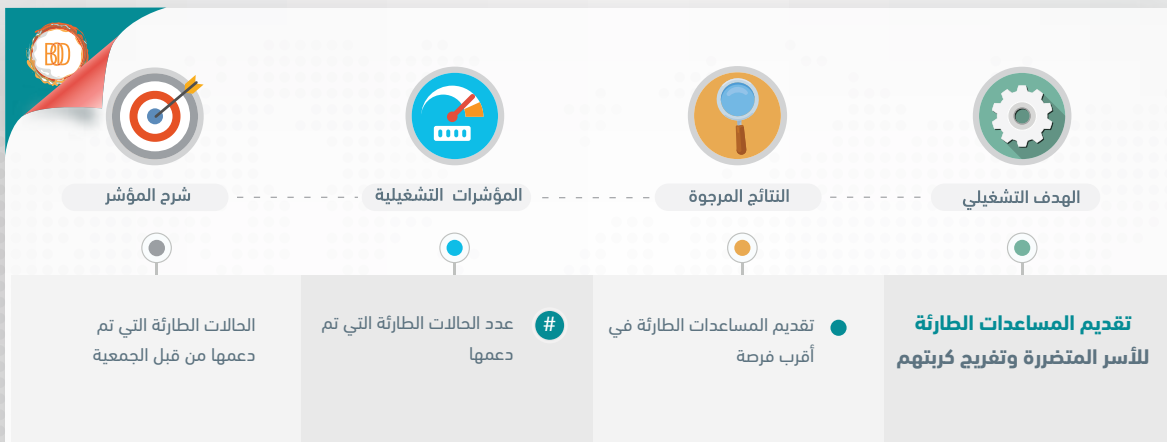 BDD
الهدف التشغيلي
النتائج المرجوة
المؤشرات التشغيلية
شرح المؤشر
تقديم المساعدات الطارئة
للأسر المتضررة وتفريج كربتهم
تقديم المساعدات الطارئة في
أقرب فرصة
#
عدد الحالات الطارئة التي تم
دعمها
الحالات الطارئة التي تم
دعمها من قبل الجمعية